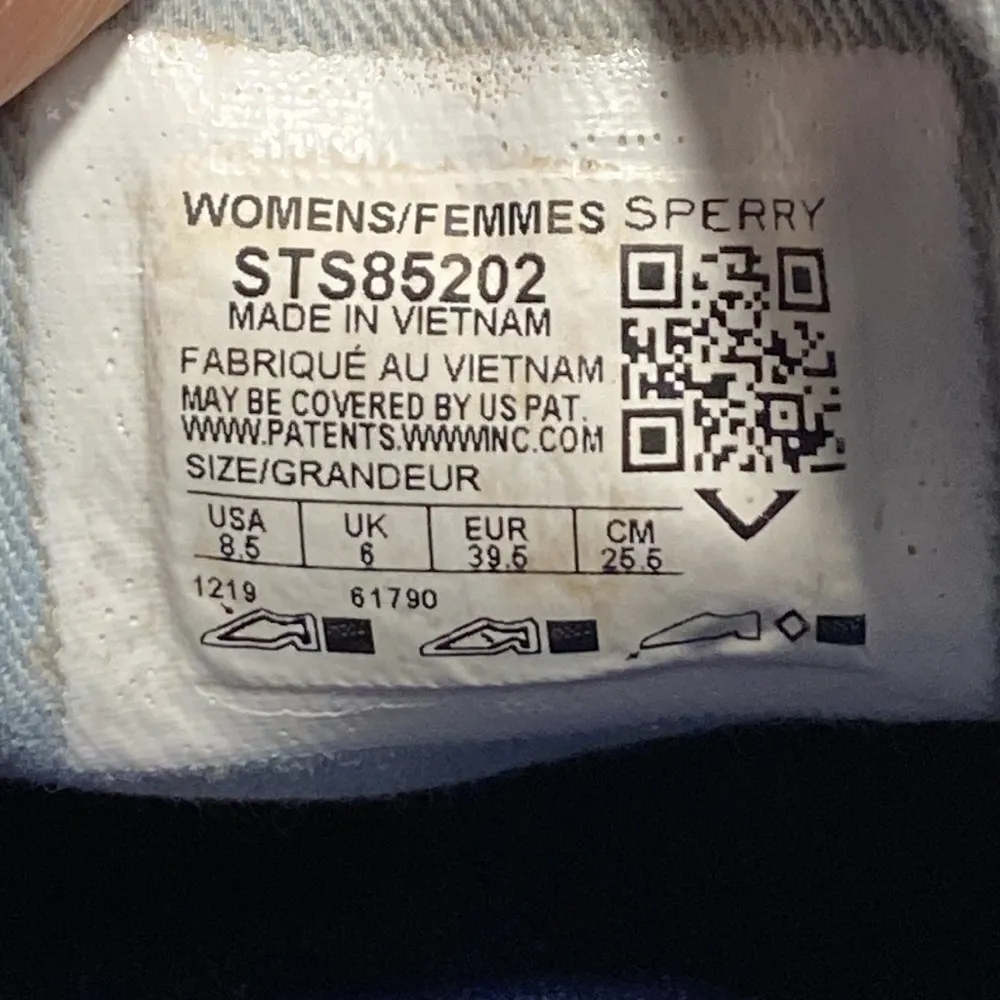 WOMENS/FEMMES SPERRY
STS85202
MADE IN VIETNAM
FABRIQUÉ AU VIETNAM
MAY BE COVERED BY US PAT.
WWW.PATENTS.WWWINC.COM
SIZE/GRANDEUR
USA UK EUR CM
8.5 6 39.5 25.5
1219 61790